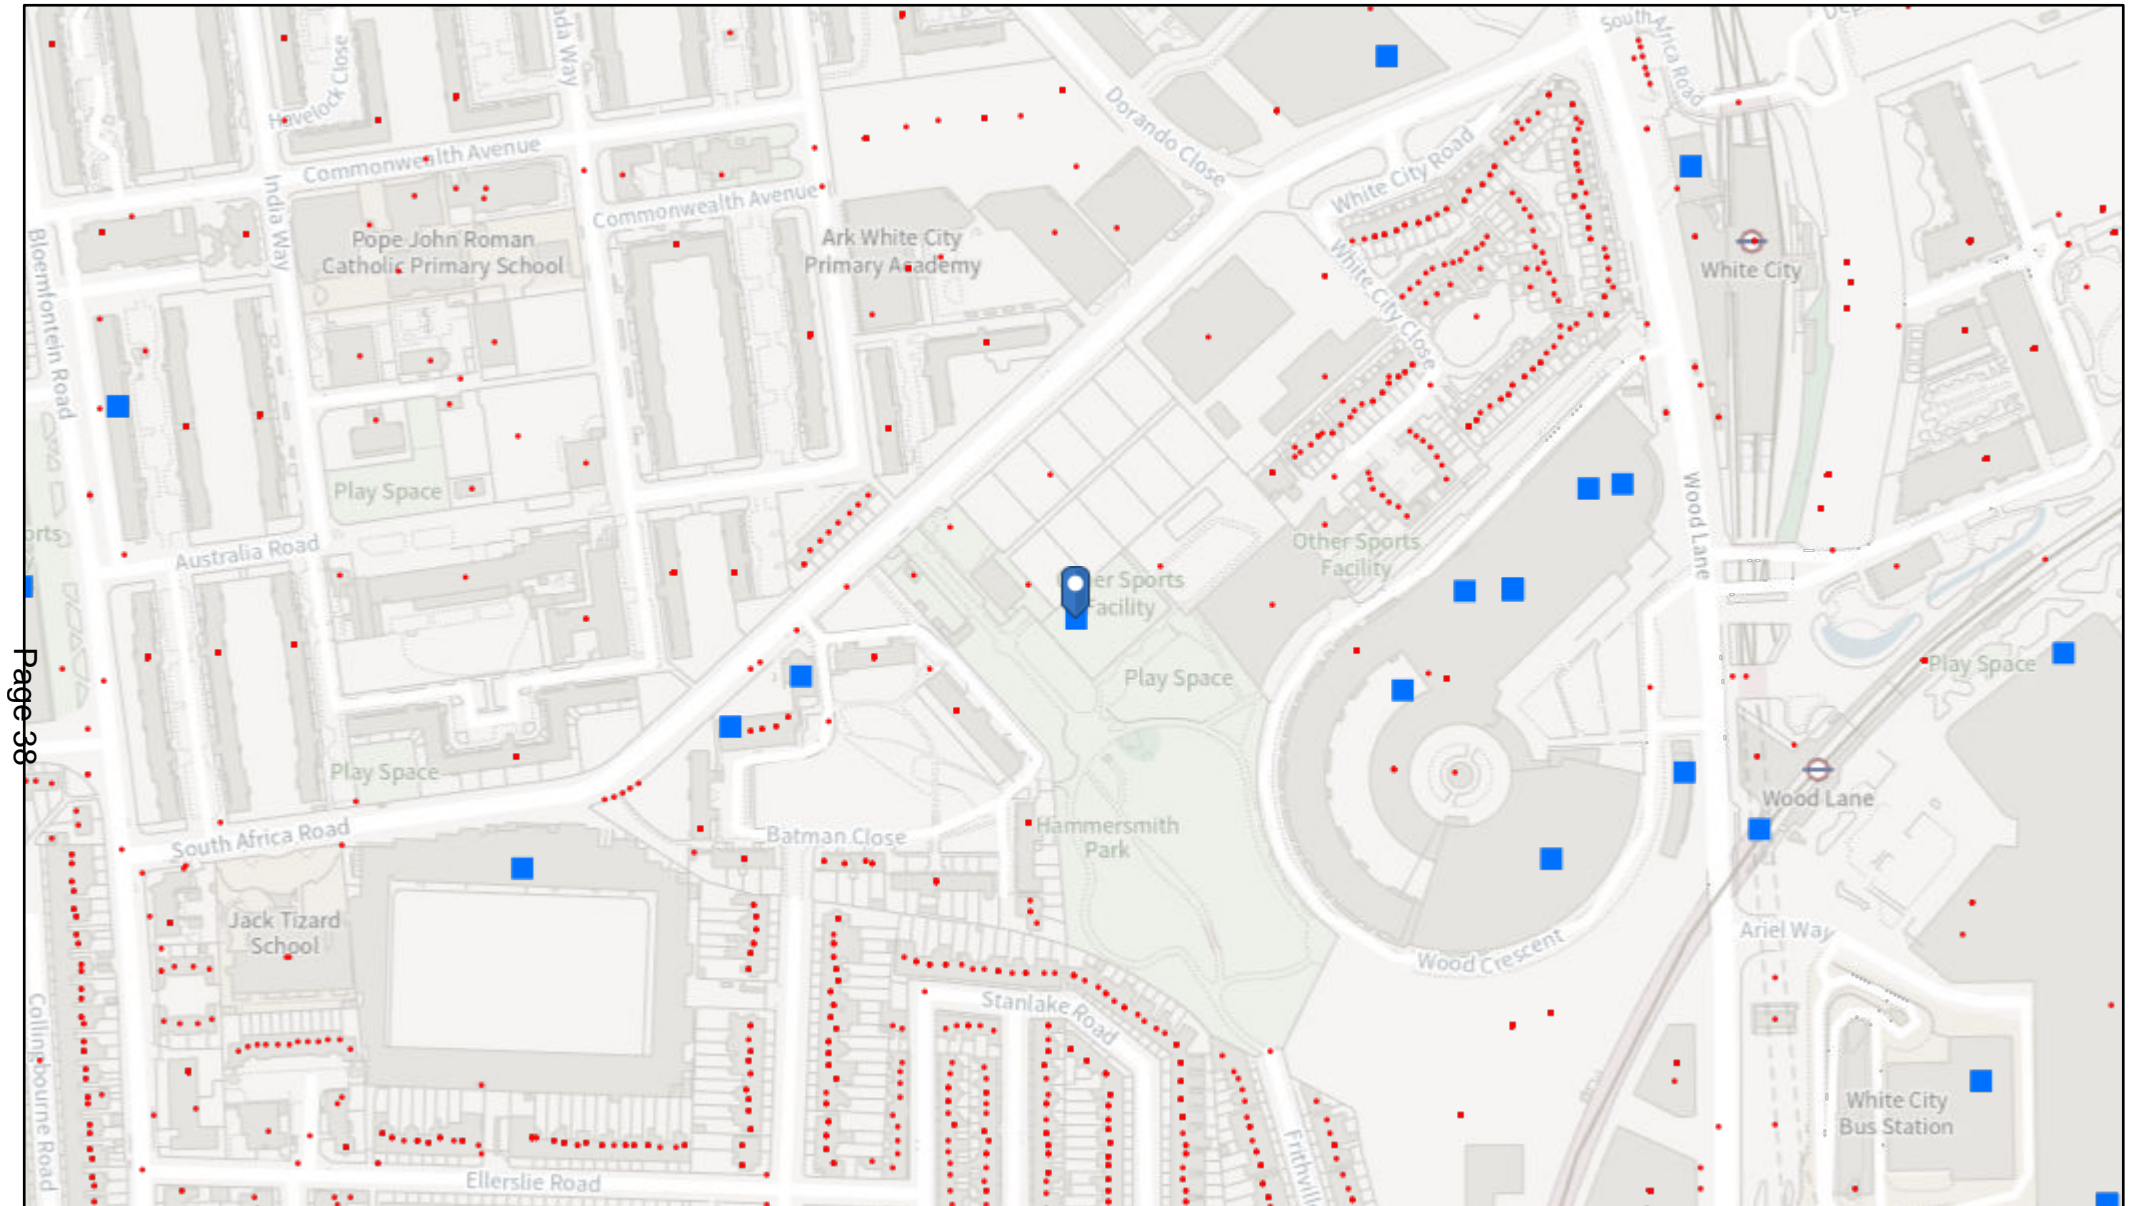 South Africa Road
Havelock Close
Dorando Close
Commonwealth Avenue
White City Road
India Way
Commonwealth Avenue
Bloemfontein Road
Pope John Roman
Catholic Primary School
Ark White City
Primary Academy
White City Close
White City
Play Space
Wood Lane
Australia Road
Other Sports
Facility
Facility
Play Space
Play Space
Page 38
Play Space
Wood Lane
South Africa Road
Batman Close
Hammersmith
Park
Jack Tizard
School
Ariel Way
Wood Crescent
Stanlake Road
Collingbourne Road
White City
Bus Station
Ellerslie Road